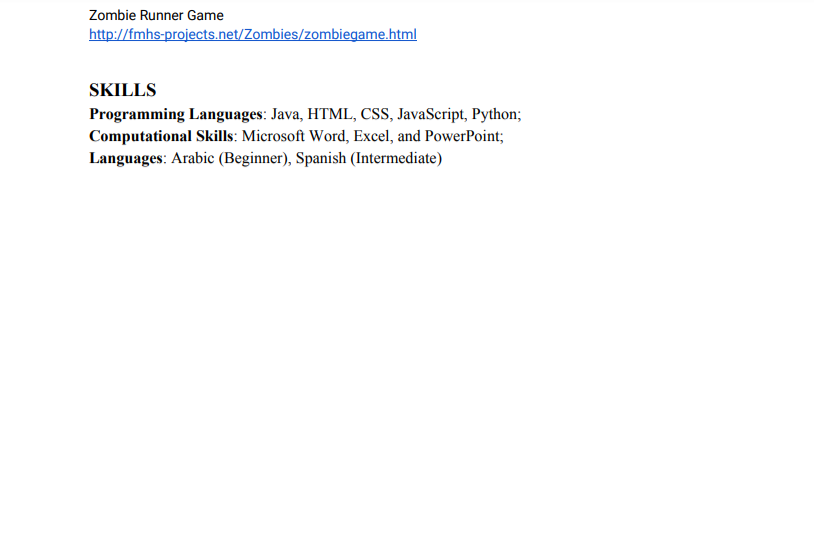 Zombie Runner Game
http://fmhs-projects.net/Zombies/zombiegame.html
SKILLS
Programming Languages: Java, HTML, CSS, JavaScript, Python;
Computational Skills: Microsoft Word, Excel, and PowerPoint;
Languages: Arabic (Beginner), Spanish (Intermediate)